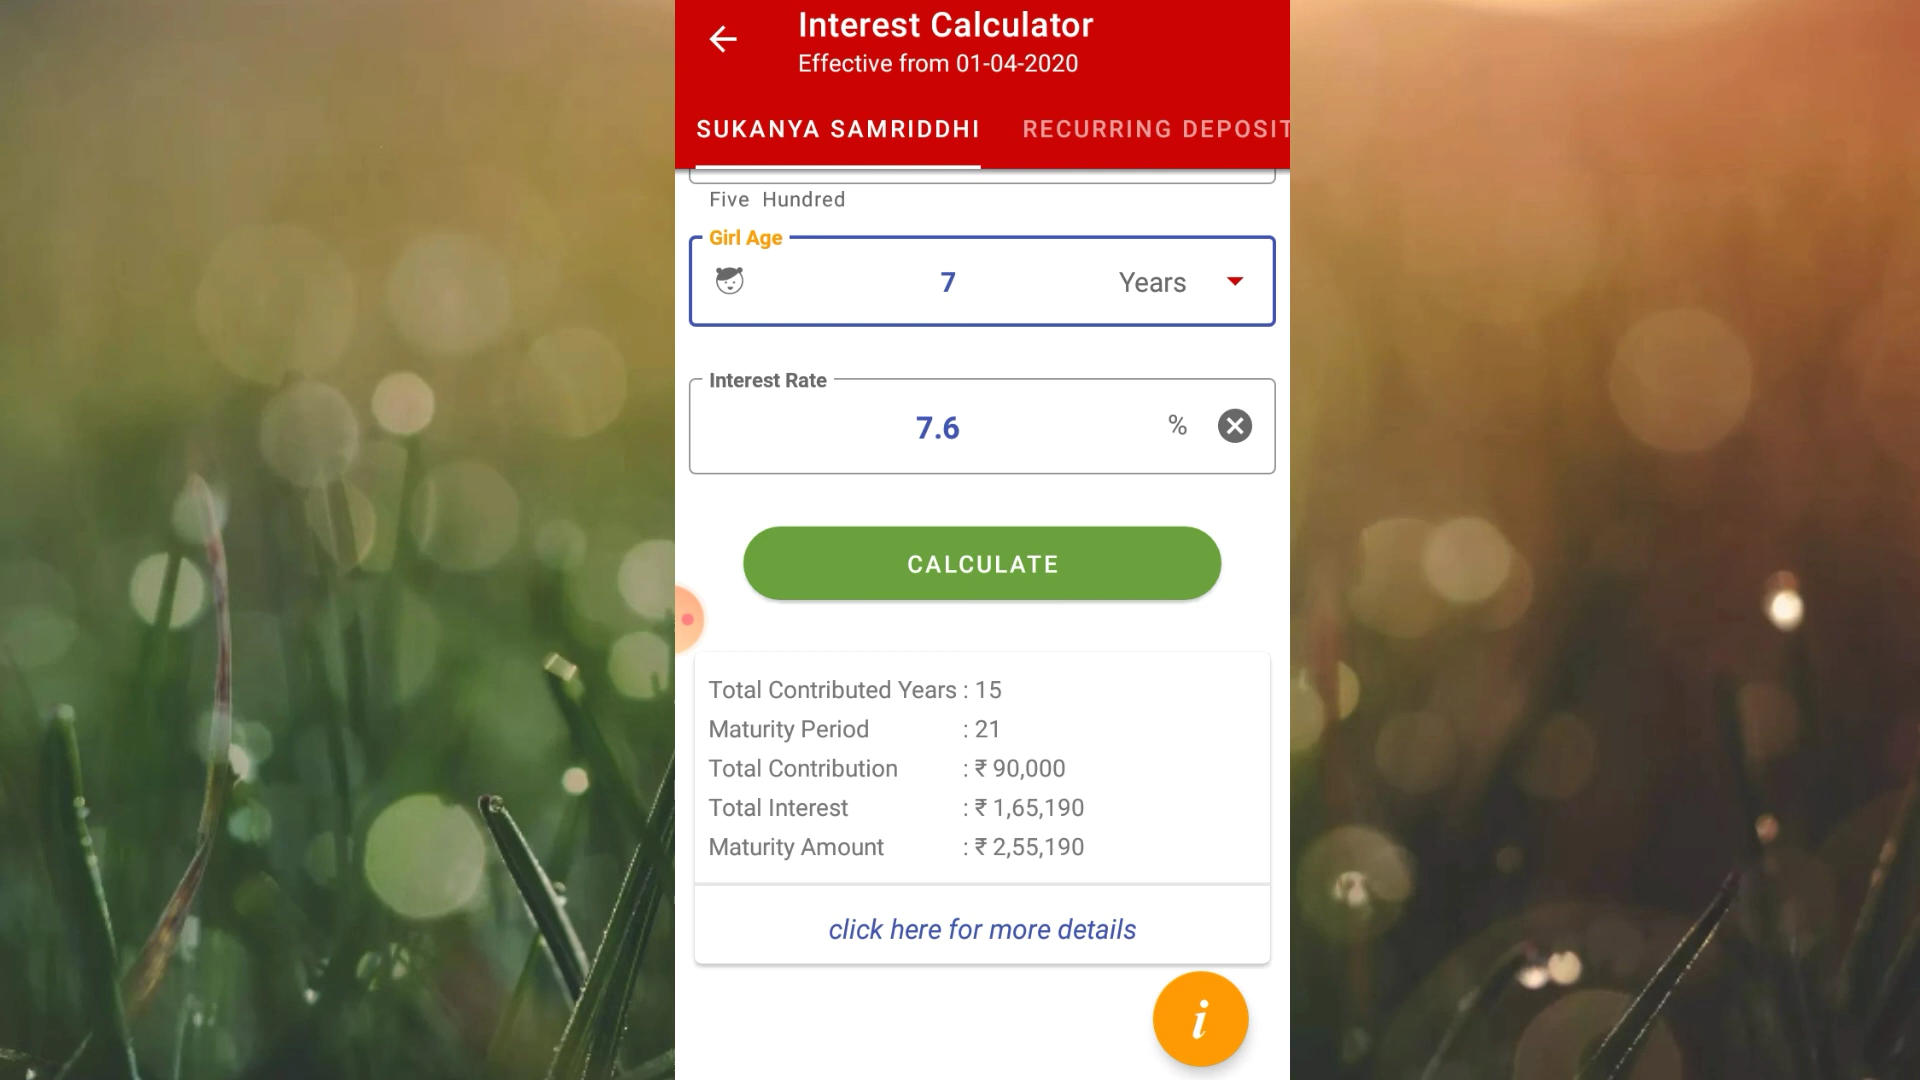 Interest Calculator
Effective from 01-04-2020
SUKANYA SAMRIDDHI RECURRING DEPOSIT
Five Hundred
Girl Age
7 Years
Interest Rate
7.6 %
CALCULATE
Total Contributed Years : 15
Maturity Period : 21
Total Contribution : ₹ 90,000
Total Interest : ₹ 1,65,190
Maturity Amount : ₹ 2,55,190
click here for more details
i